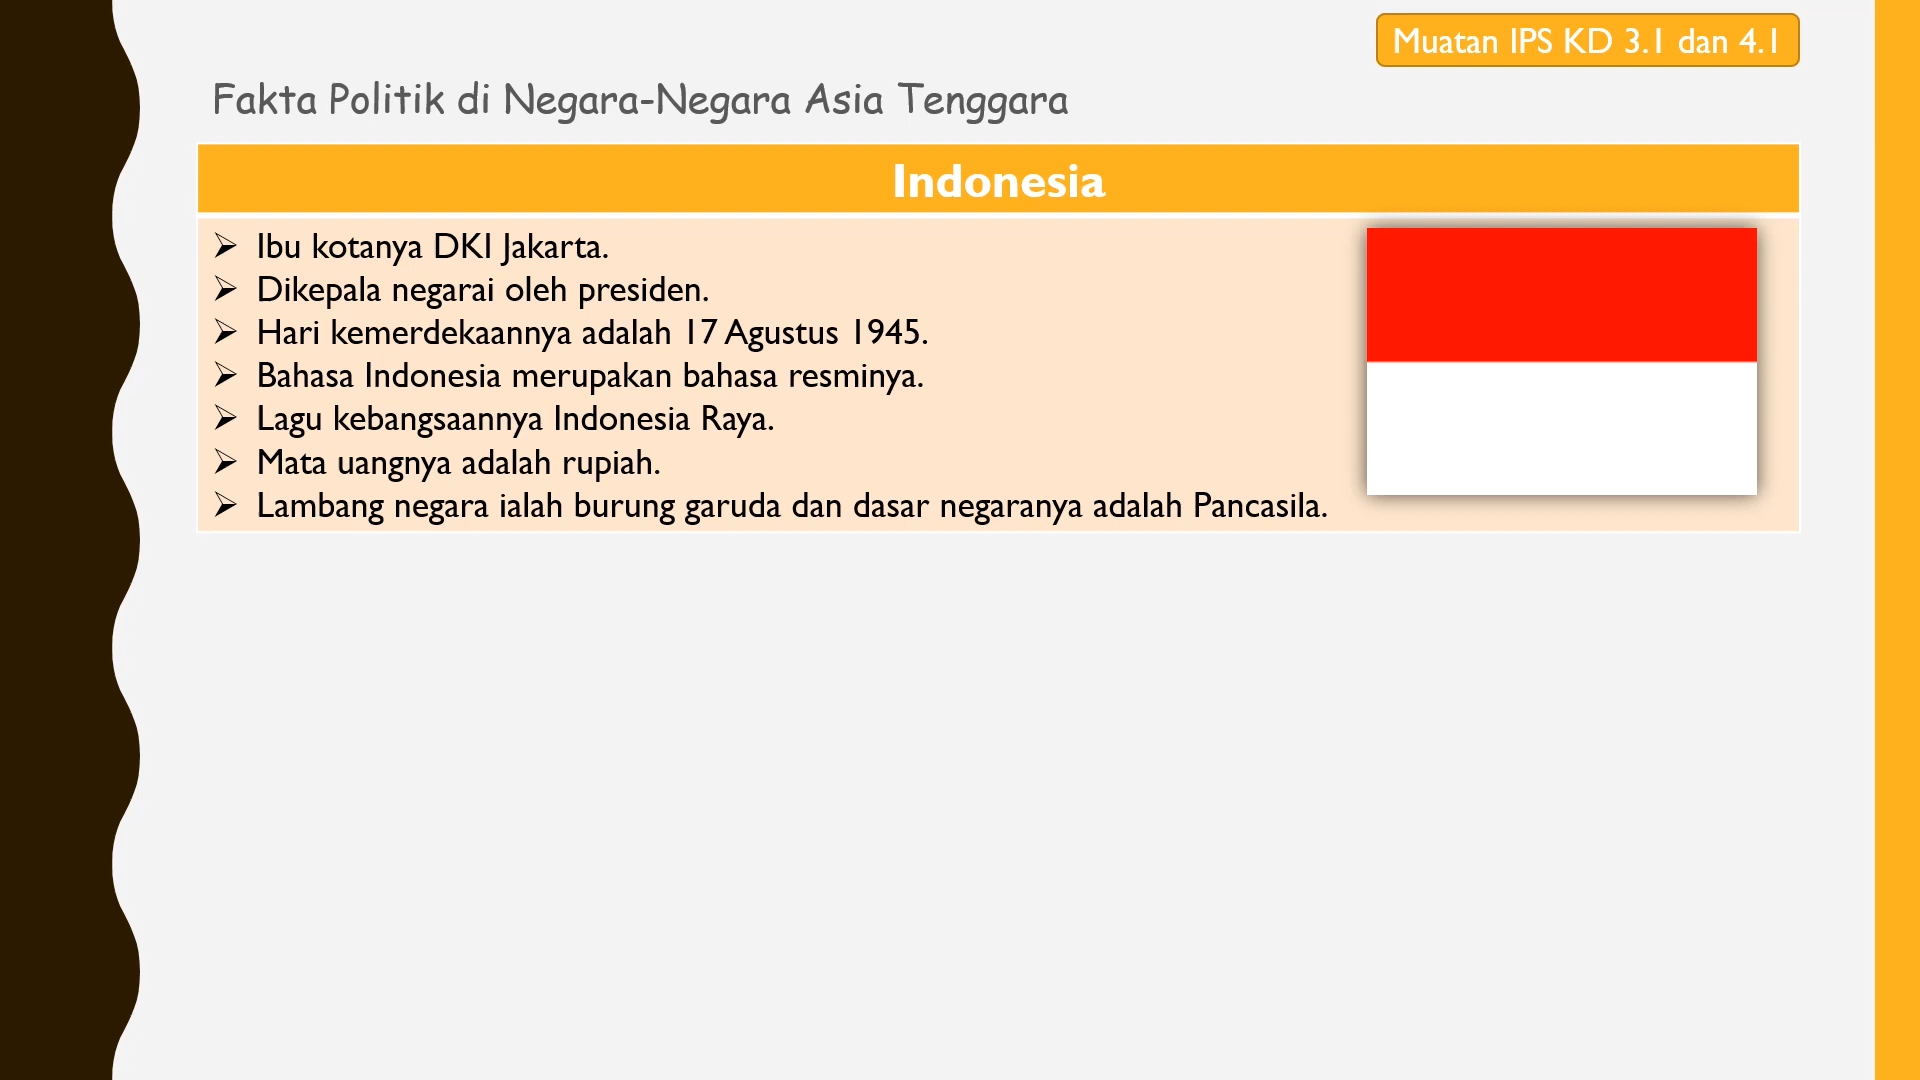 Muatan IPS KD 3.1 dan 4.1
Fakta Politik di Negara-Negara Asia Tenggara
Indonesia
➢ Ibu kotanya DKI Jakarta.
➢ Dikepala negarai oleh presiden.
➢ Hari kemerdekaannya adalah 17 Agustus 1945.
➢ Bahasa Indonesia merupakan bahasa resminya.
➢ Lagu kebangsaannya Indonesia Raya.
➢ Mata uangnya adalah rupiah.
➢ Lambang negara ialah burung garuda dan dasar negaranya adalah Pancasila.